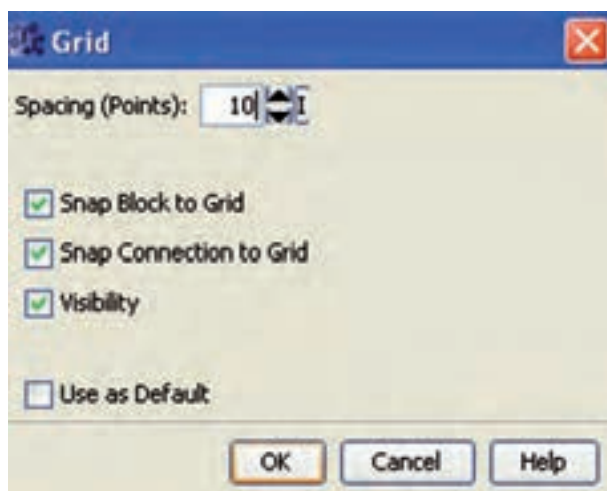 Grid
Spacing (Points): 10
Snap Block to Grid
Snap Connection to Grid
Visibility
Use as Default
OK Cancel Help